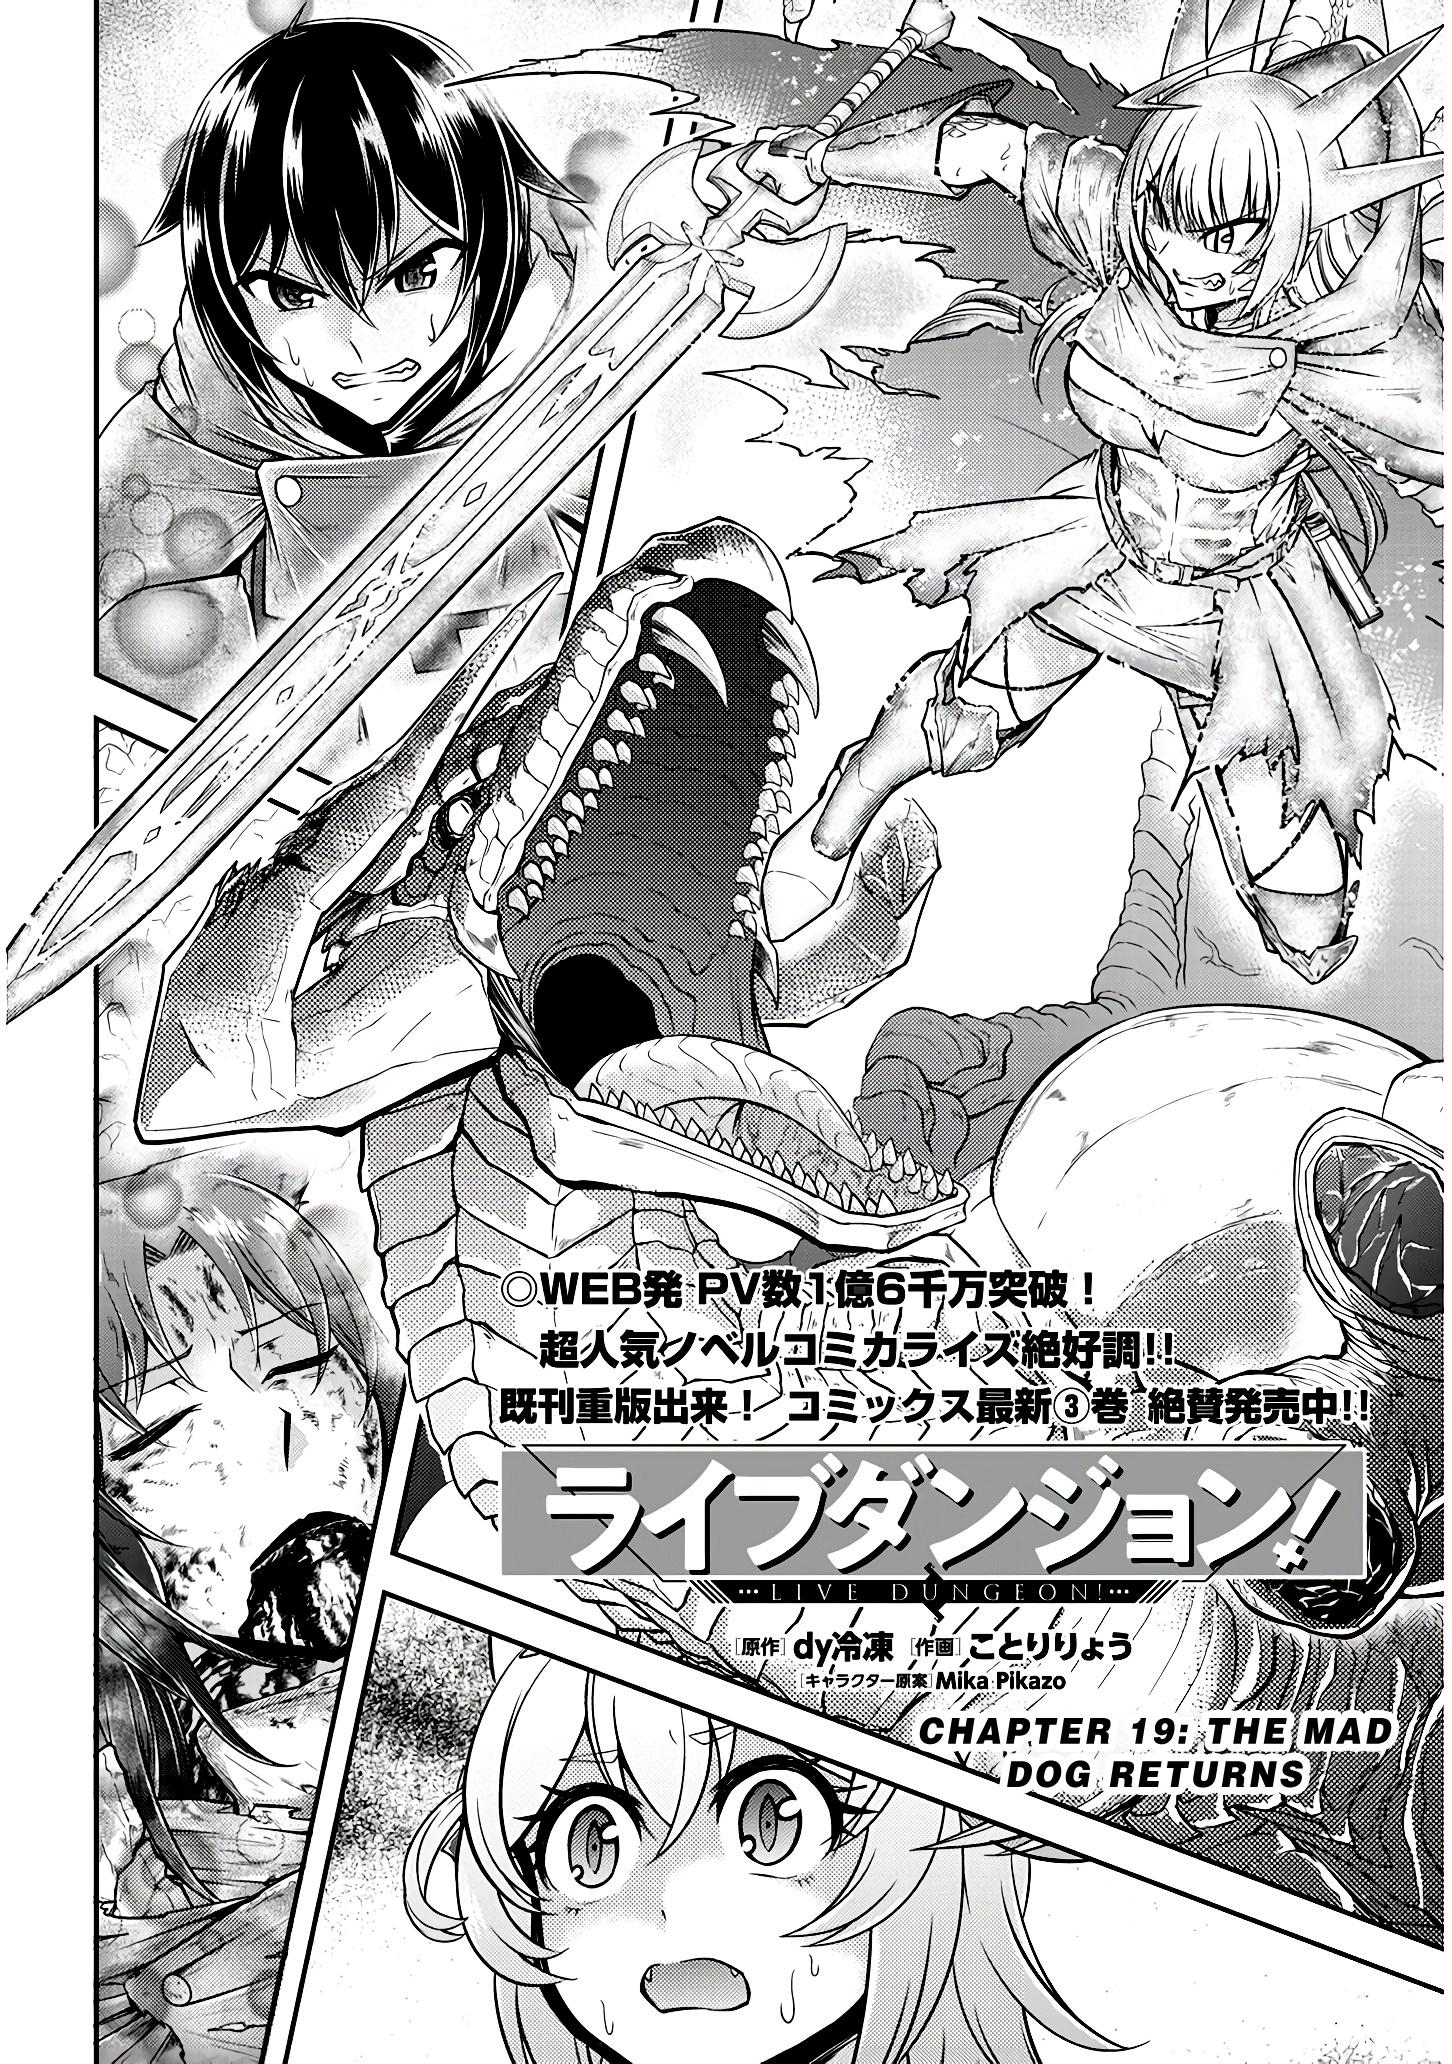 ◎WEB発 PV数1億6千万突破！
超人気ノベルコミカライズ絶好調!!
既刊重版出来！ コミックス最新③巻 絶賛発売中!!
ライブダンジョン！
…LIVE DUNGEON!…
［原作］dy冷凍 ［作画］ことりりょう
［キャラクター原案］Mika Pikazo
CHAPTER 19: THE MAD
DOG RETURNS